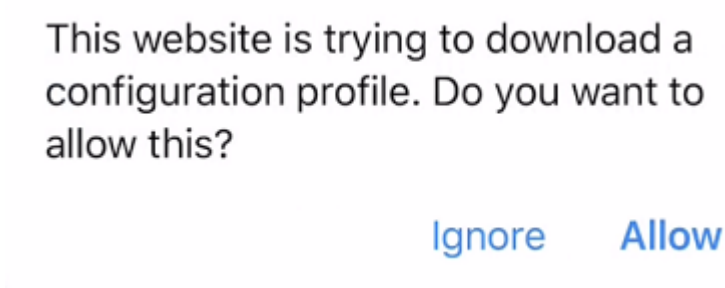 This website is trying to download a
configuration profile. Do you want to
allow this?
Ignore Allow